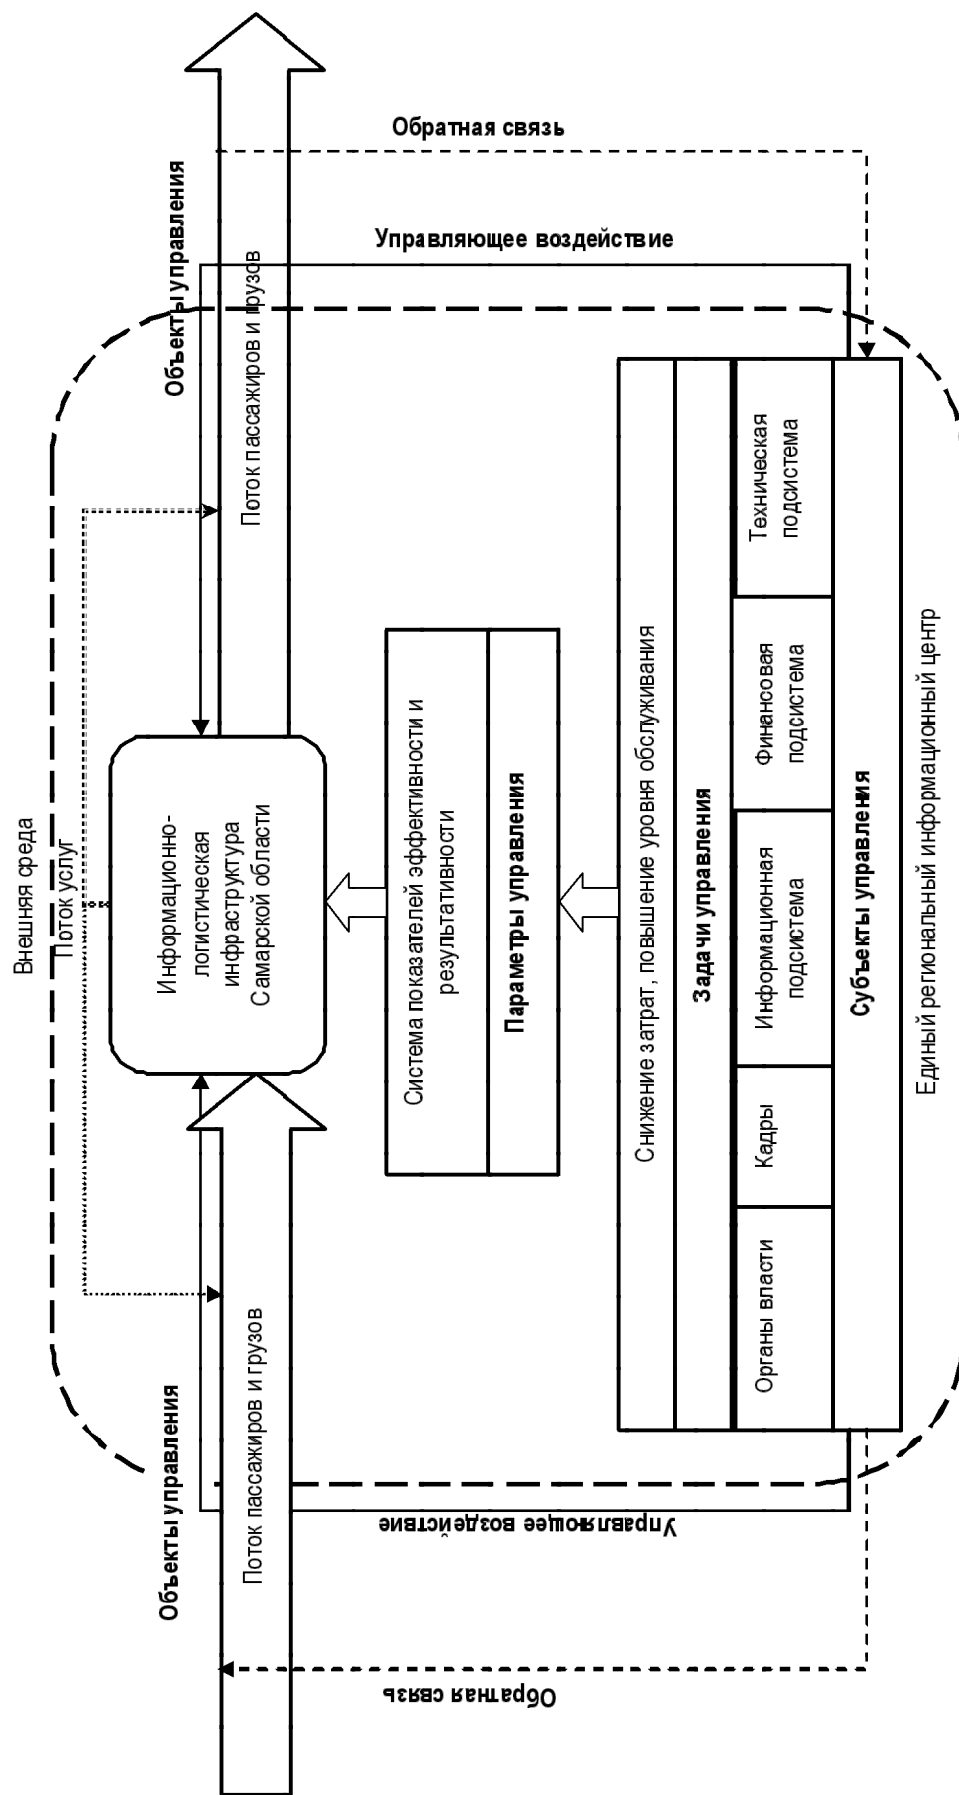 Внешняя среда
Поток услуг
Объекты управления
Объекты управления
Поток пассажиров и грузов
Информационно-
логистическая
инфраструктура
Самарской области
Поток пассажиров и грузов
Обратная связь
Управляющее воздействие
Система показателей эффективности и
результативности
Параметры управления
Управляющее воздействие
Обратная связь
Снижение затрат, повышение уровня обслуживания
Задачи управления
Органы власти
Кадры
Информационная
подсистема
Финансовая
подсистема
Техническая
подсистема
Субъекты управления
Единый региональный информационный центр